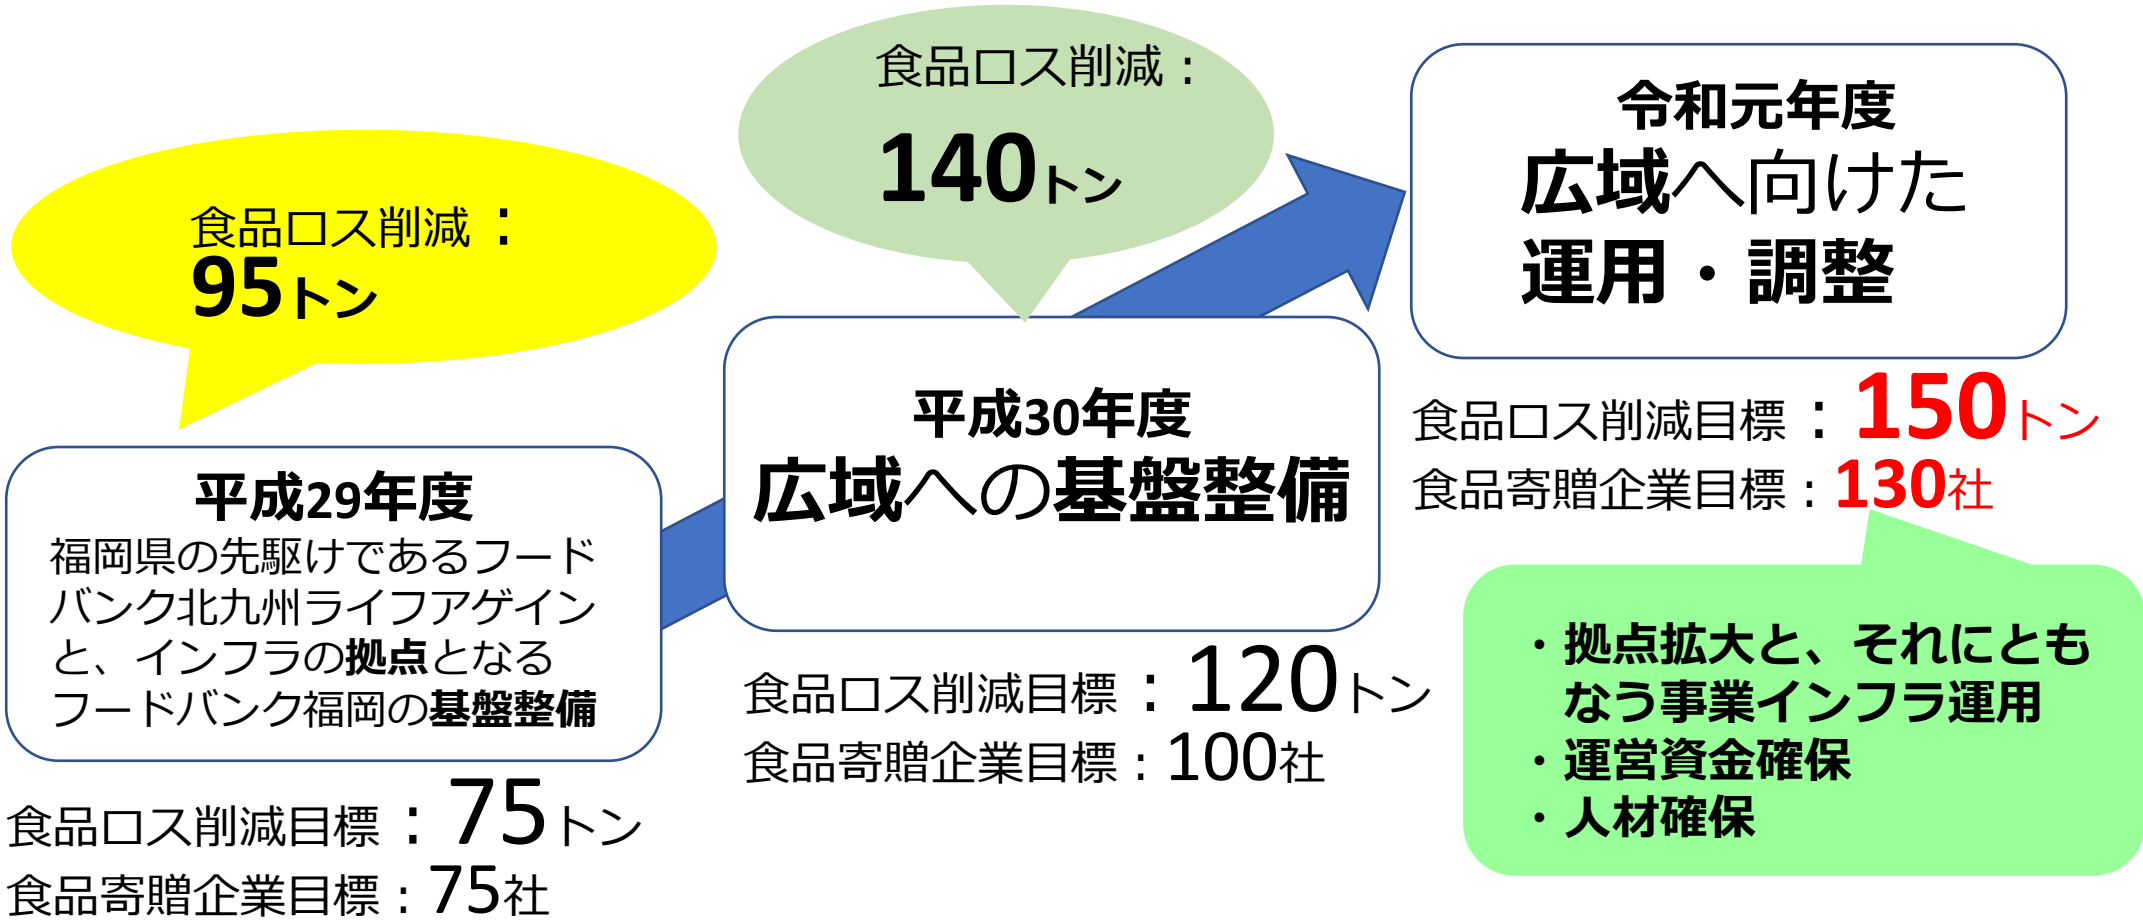 食品ロス削減：
95トン
平成29年度
福岡県の先駆けであるフード
バンク北九州ライフアゲイン
と、インフラの拠点となる
フードバンク福岡の基盤整備
食品ロス削減目標：75トン
食品寄贈企業目標：75社
食品ロス削減：
140トン
平成30年度
広域への基盤整備
食品ロス削減目標：120トン
食品寄贈企業目標：100社
令和元年度
広域へ向けた
運用・調整
食品ロス削減目標：150トン
食品寄贈企業目標：130社
・拠点拡大と、それにとも
なう事業インフラ運用
・運営資金確保
・人材確保